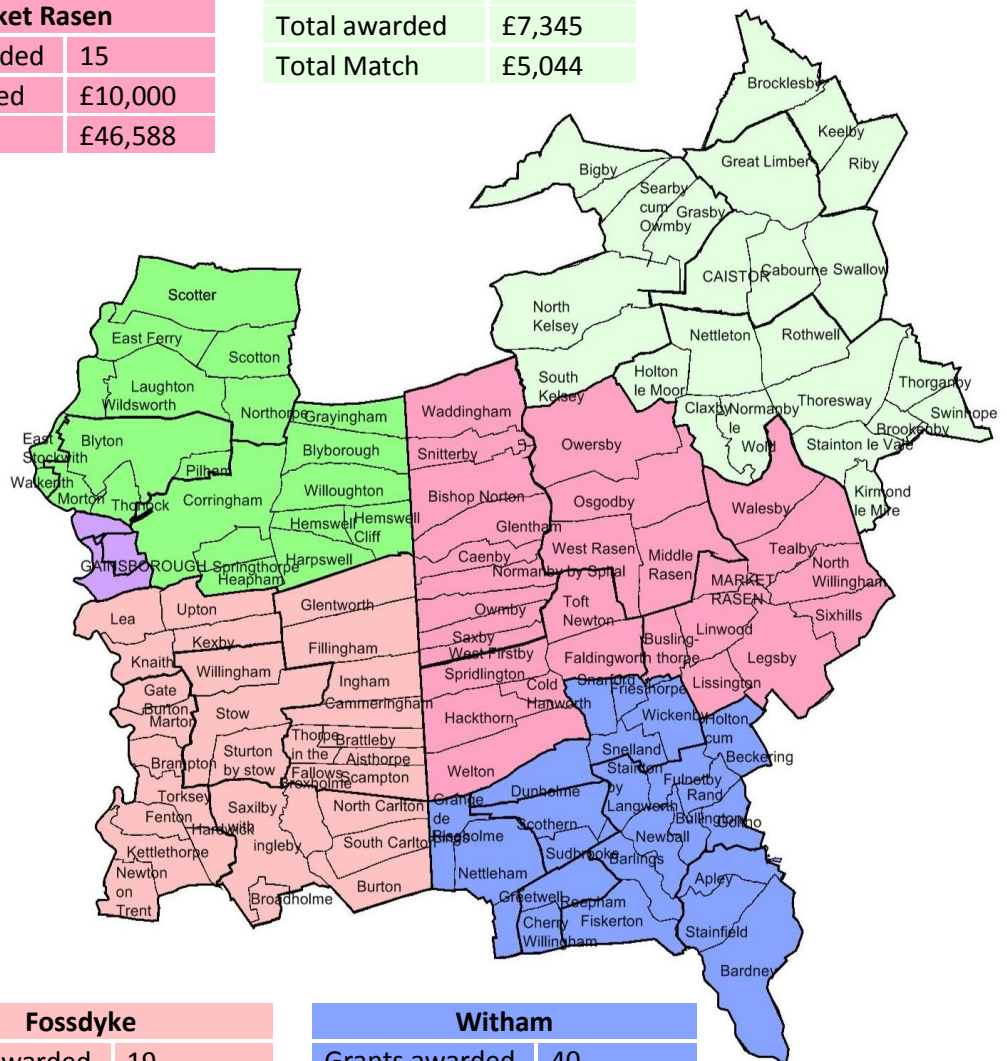 ket Rasen
ded 15
ed £10,000
£46,588
Total awarded £7,345
Total Match £5,044
Brocklesby
Keelby
Riby
Great Limber
Bigby
Searby
cum
Owmby
Grasby
CAISTOR
Cabourne
Swallow
North
Kelsey
Nettleton
Rothwell
South
Kelsey
Holton
le Moor
Claxby
Normanby
le
Wold
Thoresway
Thorganby
Swinhope
Brookenby
Stainton le Vale
Kirmond
le Mire
Scotter
East Ferry
Scotton
Laughton
Wildsworth
Northorpe
Grayingham
East
Stockwith
Blyton
Blyborough
Walkerith
Pilham
Morton
Thonock
Corringham
Willoughton
Hemswell
Hemswell
Cliff
Harpswell
GAINSBOROUGH
Springthorpe
Heapham
Waddingham
Snitterby
Bishop Norton
Glentham
Caenby
Normanby by Spital
Owmby
Saxby
West Firsby
Spridlington
Cold
Hanworth
Hackthorn
Welton
Owersby
Osgodby
West Rasen
Middle
Rasen
Toft
Newton
Faldingworth
Busling-
thorpe
Walesby
Tealby
North
Willingham
MARKET
RASEN
Linwood
Sixhills
Legsby
Lissington
Lea
Upton
Kexby
Knaith
Willingham
Glentworth
Fillingham
Gate
Burton
Marton
Stow
Ingham
Cammeringham
Thorpe
in the
Fallows
Brattleby
Aisthorpe
Scampton
Brampton
Sturton
by stow
Broxholme
Torksey
Fenton
Hardwick
Saxilby
with
ingleby
North Carlton
South Carlton
Kettlethorpe
Newton
on
Trent
Broadholme
Burton
Snarford
Friesthorpe
Wickenby
Holton
cum
Beckering
Snelland
Stainton
by
Langworth
Fulnetby
Rand
Bullington
Goltho
Dunholme
Grange
de
Lings
Riseholme
Scothern
Sudbrooke
Newball
Barlings
Nettleham
Apley
Greetwell
Reepham
Cherry
Willingham
Fiskerton
Stainfield
Bardney
Fossdyke
warded 19
Witham
Grants awarded 40